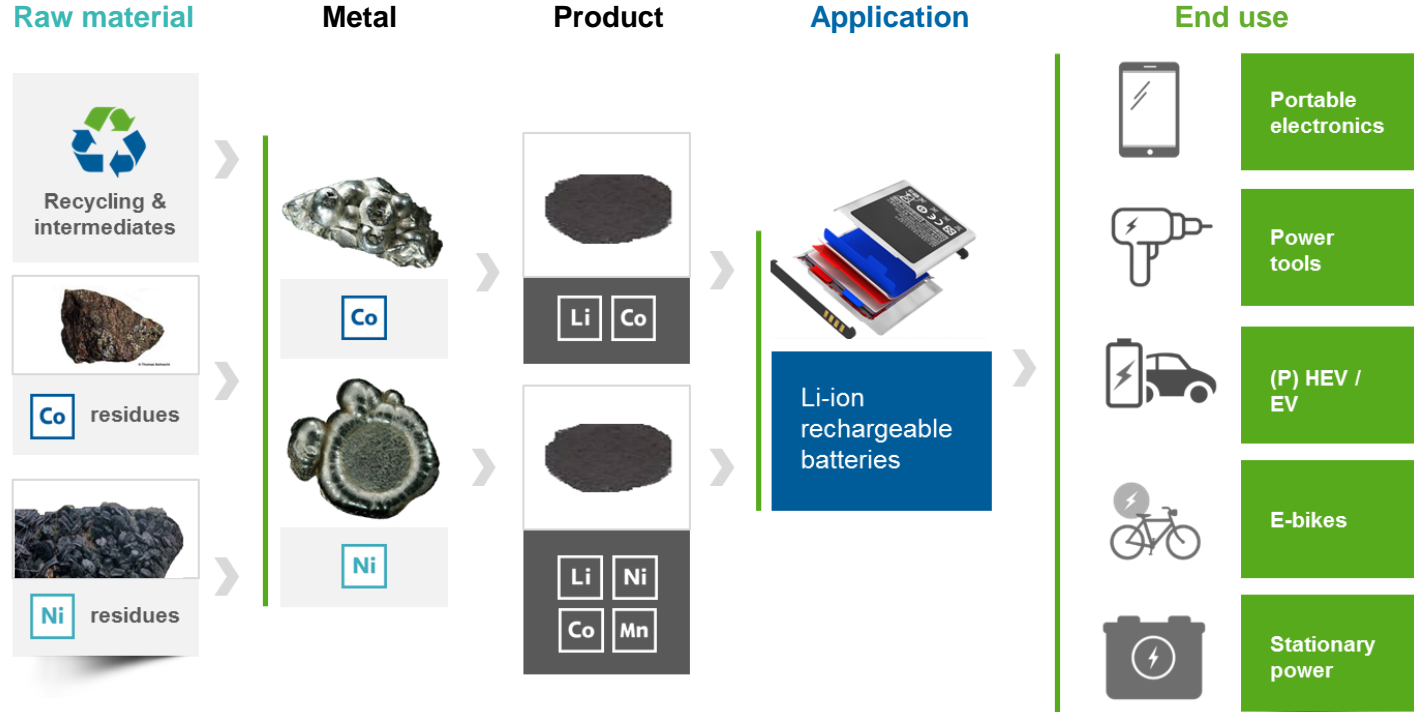 Raw material
Metal
Product
Application
End use
Recycling &
intermediates
Co
residues
Ni
residues
Co
Ni
Li
Co
Li
Ni
Co
Mn
Li-ion
rechargeable
batteries
Portable
electronics
Power
tools
(P) HEV /
EV
E-bikes
Stationary
power